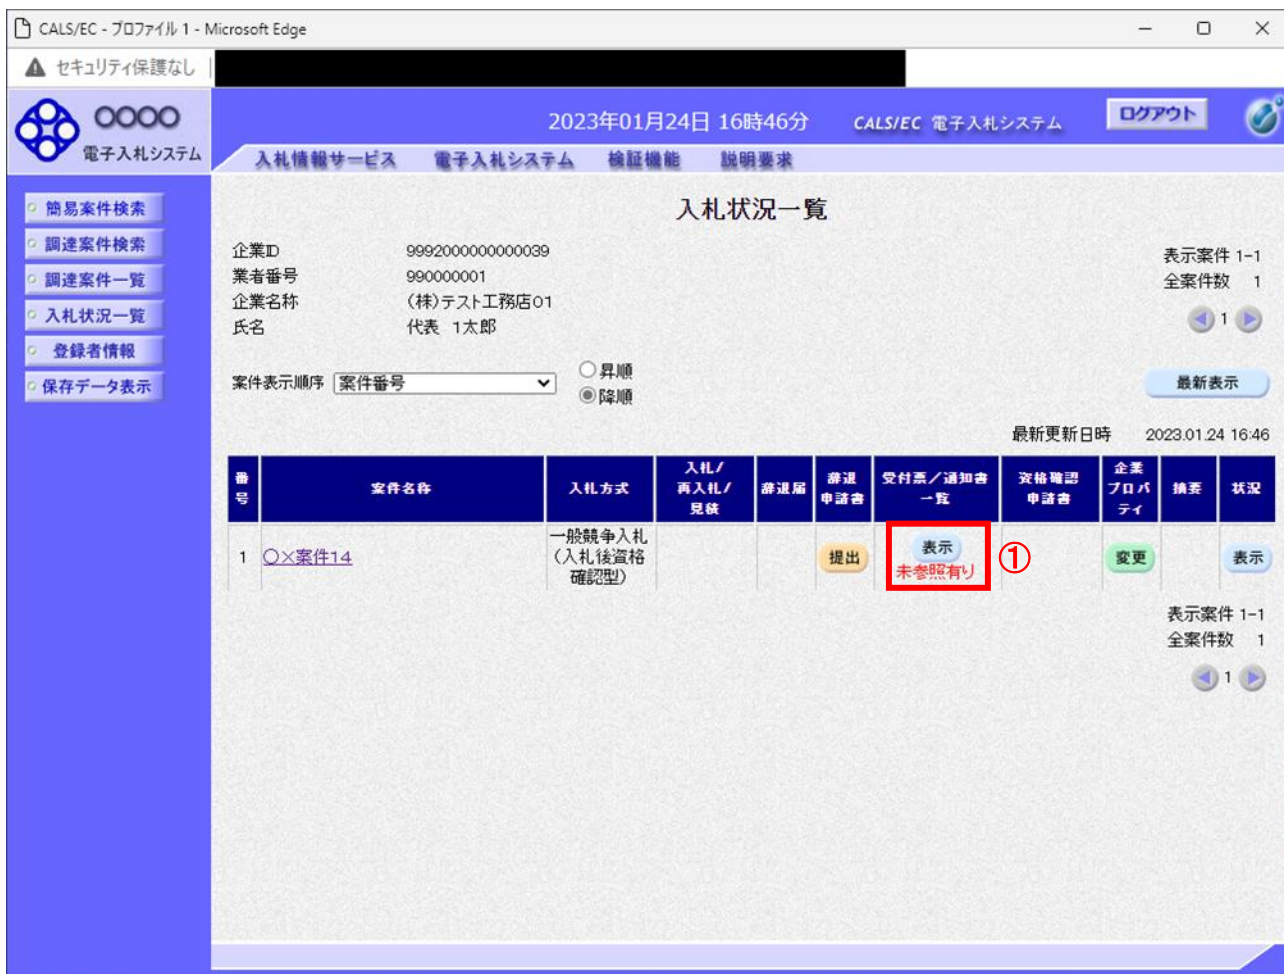 CALS/EC - プロファイル 1 - Microsoft Edge
セキュリティ保護なし
○○○○
電子入札システム
2023年01月24日 16時46分
CALS/EC 電子入札システム
ログアウト
入札情報サービス 電子入札システム 検証機能 説明要求
簡易案件検索
調達案件検索
調達案件一覧
入札状況一覧
登録者情報
保存データ表示
入札状況一覧
企業ID 9992000000000039
業者番号 990000001
企業名称 (株)テスト工務店01
氏名 代表 1太郎
表示案件 1-1
全案件数 1
1
案件表示順序 案件番号
昇順
降順
最新表示
最新更新日時 2023.01.24 16:46
番号 案件名称 入札方式 入札/再入札/見積 辞退届 辞退申請書 受付票/通知書一覧 資格確認申請書 企業プロパティ 摘要 状況
1 ○×案件14 一般競争入札(入札後資格確認型) 提出 表示 未参照有り ① 変更 表示
表示案件 1-1
全案件数 1
1